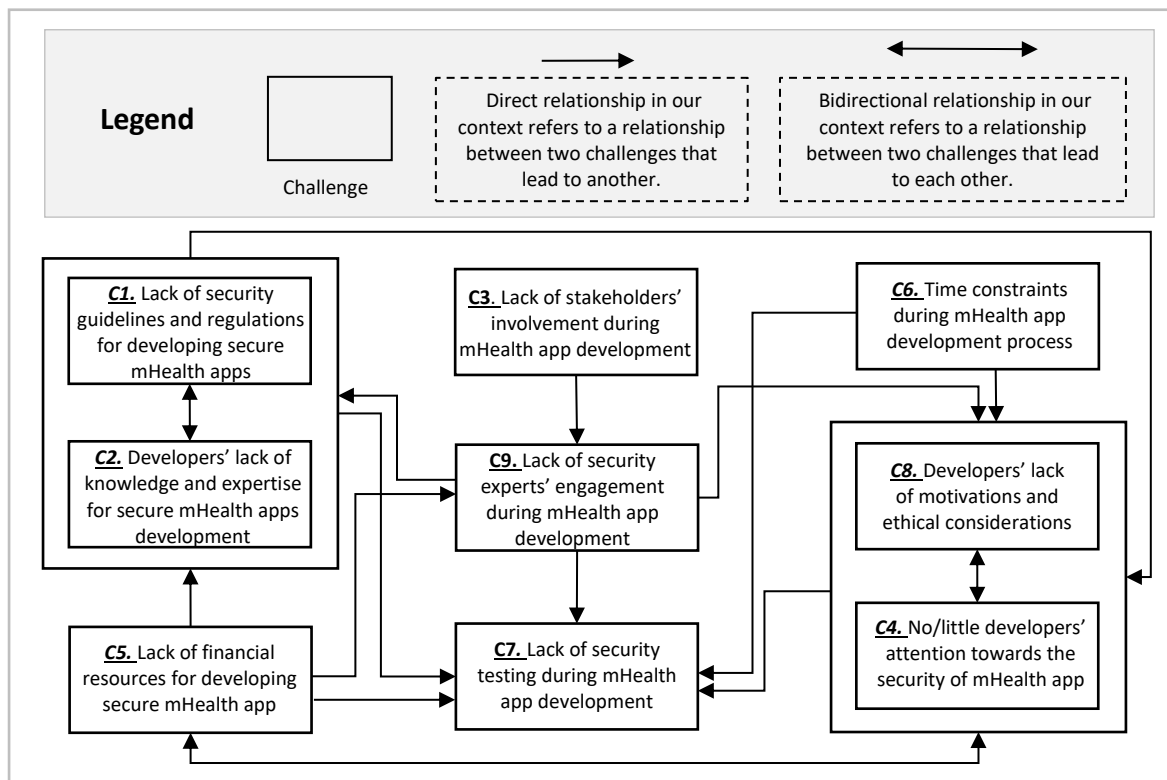 Legend
Challenge
Direct relationship in our
context refers to a relationship
between two challenges that
lead to another.
Bidirectional relationship in our
context refers to a relationship
between two challenges that lead
to each other.
C1. Lack of security
guidelines and regulations
for developing secure
mHealth apps
C2. Developers’ lack of
knowledge and expertise
for secure mHealth apps
development
C3. Lack of stakeholders’
involvement during
mHealth app development
C6. Time constraints
during mHealth app
development process
C9. Lack of security
experts’ engagement
during mHealth app
development
C8. Developers’ lack
of motivations and
ethical considerations
C5. Lack of financial
resources for developing
secure mHealth app
C7. Lack of security
testing during mHealth
app development
C4. No/little developers’
attention towards the
security of mHealth app